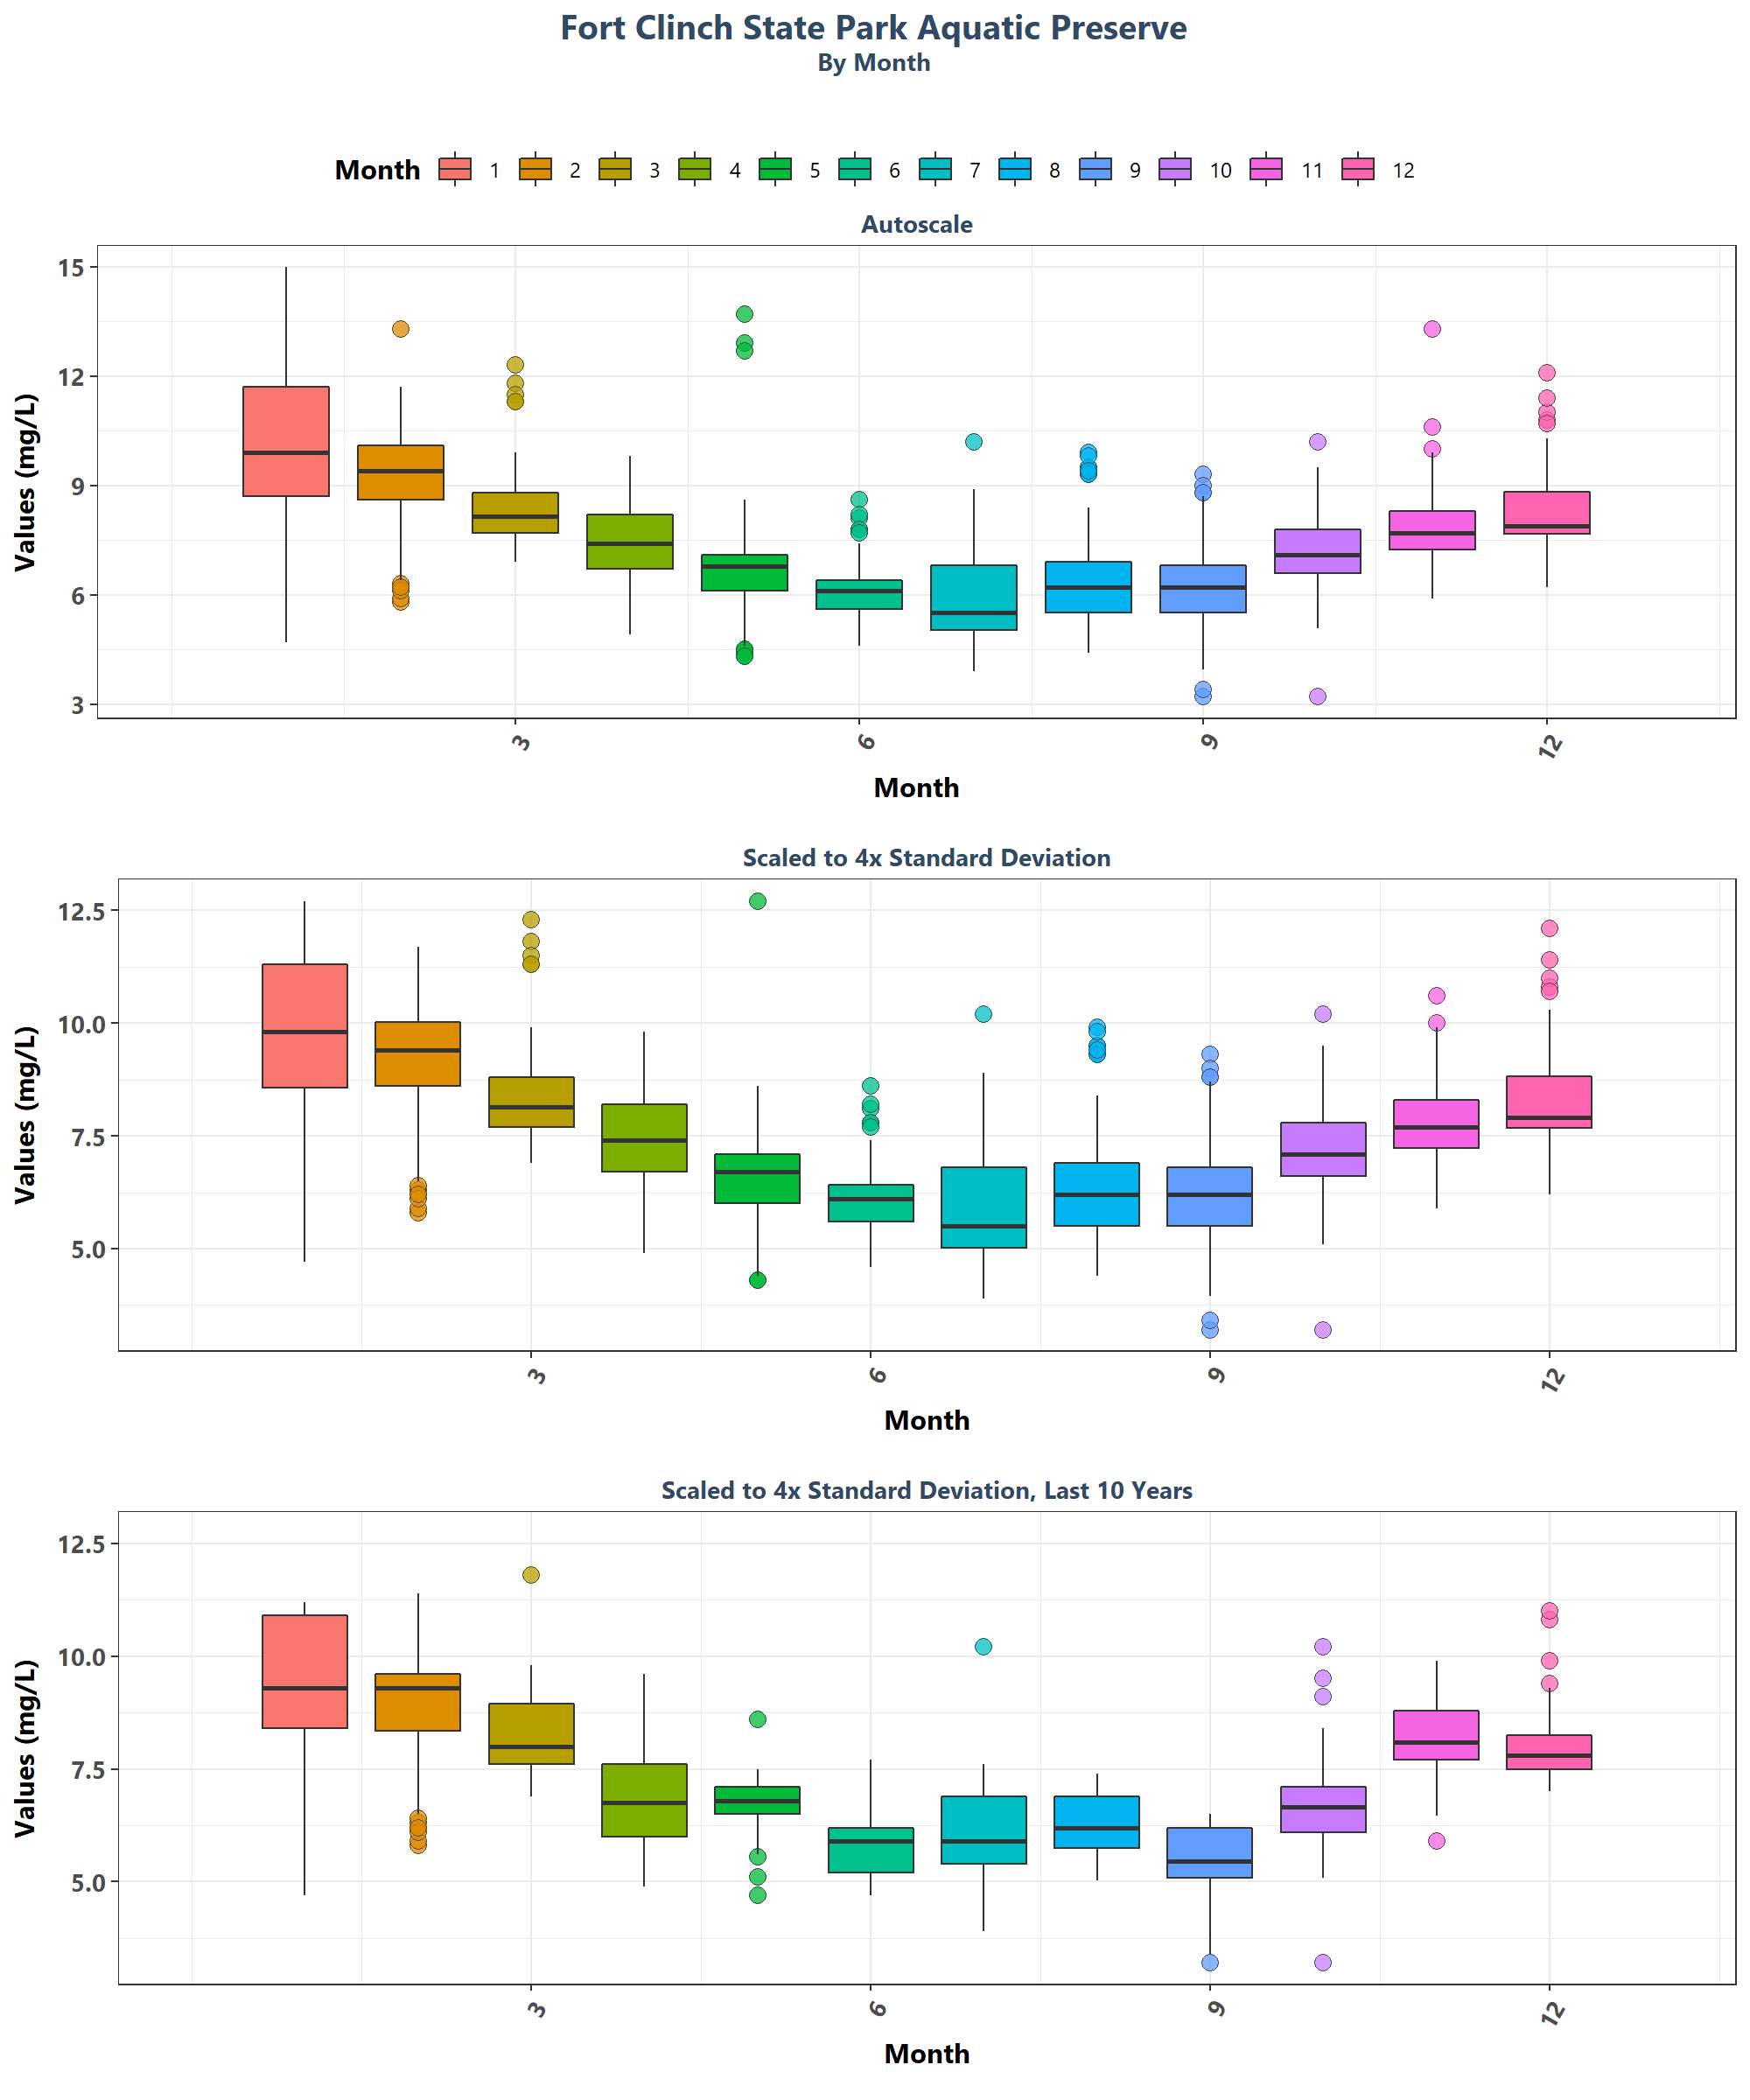 Fort Clinch State Park Aquatic Preserve
By Month
Month 1 2 3 4 5 6 7 8 9 10 11 12
Autoscale
Values (mg/L)
15
12
9
6
3
3 6 9 12
Month
Scaled to 4x Standard Deviation
Values (mg/L)
12.5
10.0
7.5
5.0
3 6 9 12
Month
Scaled to 4x Standard Deviation, Last 10 Years
Values (mg/L)
12.5
10.0
7.5
5.0
3 6 9 12
Month